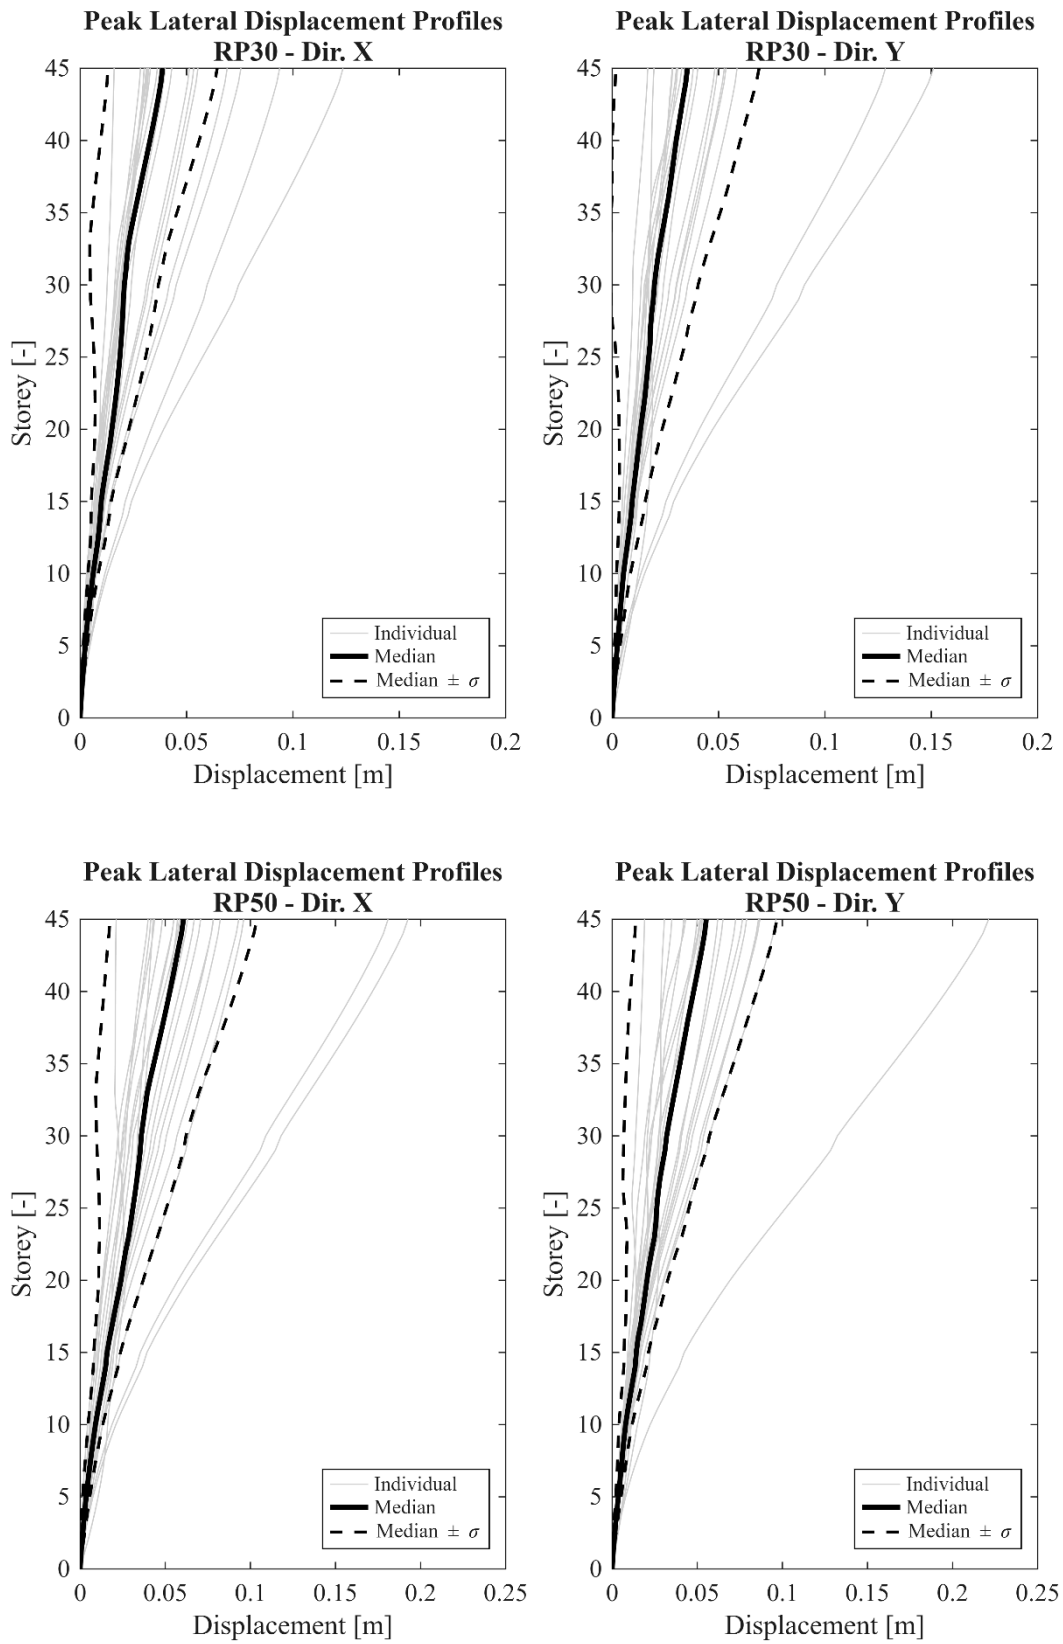 Peak Lateral Displacement Profiles
RP30 - Dir. X
45
40
35
30
25
20
15
10
5
0
Storey [-]
0 0.05 0.1 0.15 0.2
Displacement [m]
Individual
Median
Median ± σ
Peak Lateral Displacement Profiles
RP30 - Dir. Y
45
40
35
30
25
20
15
10
5
0
Storey [-]
0 0.05 0.1 0.15 0.2
Displacement [m]
Individual
Median
Median ± σ
Peak Lateral Displacement Profiles
RP50 - Dir. X
45
40
35
30
25
20
15
10
5
0
Storey [-]
0 0.05 0.1 0.15 0.2 0.25
Displacement [m]
Individual
Median
Median ± σ
Peak Lateral Displacement Profiles
RP50 - Dir. Y
45
40
35
30
25
20
15
10
5
0
Storey [-]
0 0.05 0.1 0.15 0.2 0.25
Displacement [m]
Individual
Median
Median ± σ